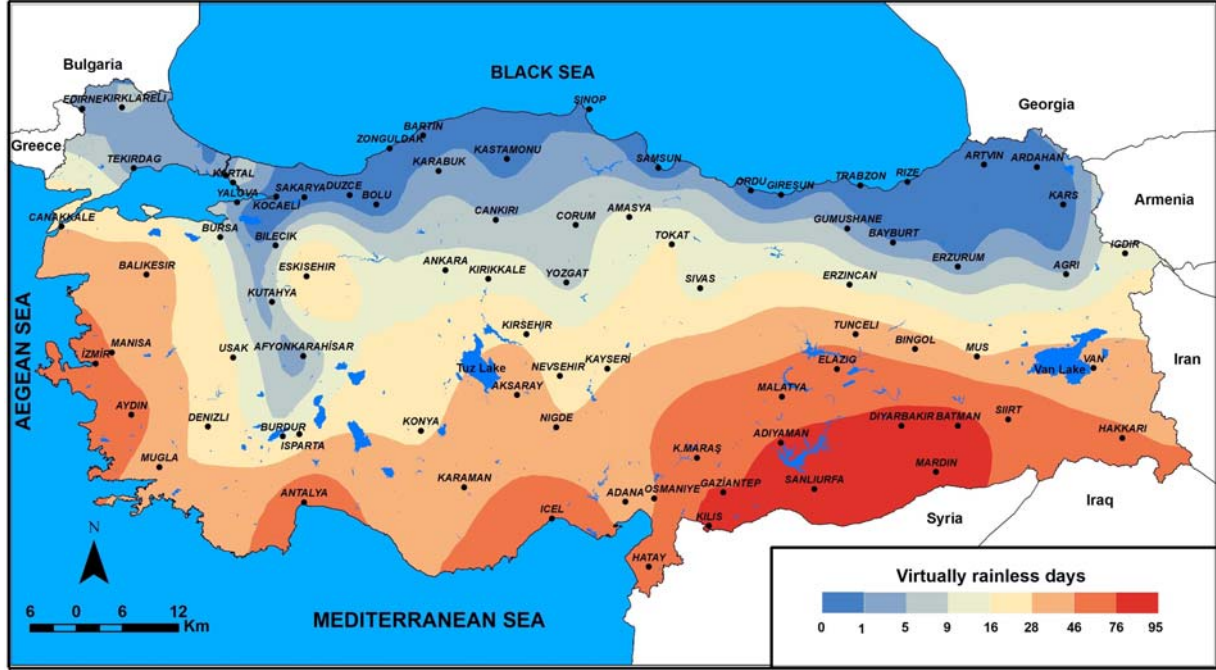 BLACK SEA
Bulgaria
Georgia
Greece
Armenia
EDIRNE
KIRKLARELI
SINOP
BARTIN
ZONGULDAK
KASTAMONU
KARABUK
TEKIRDAG
KARTAL
YALOVA
KOCAELİ
SAKARYA
DUZCE
BOLU
SAMSUN
ORDU
GIRESUN
TRABZON
RIZE
ARTVIN
ARDAHAN
KARS
CANAKKALE
BURSA
BILECIK
CANKIRI
CORUM
AMASYA
GUMUSHANE
BAYBURT
IGDIR
BALIKESIR
ESKISEHIR
ANKARA
KIRIKKALE
YOZGAT
TOKAT
SIVAS
ERZINCAN
ERZURUM
AGRI
KUTAHYA
AEGEAN SEA
MANISA
İZMİR
USAK
AFYONKARAHİSAR
KIRSEHIR
Tuz Lake
NEVSEHIR
KAYSERİ
AKSARAY
TUNCELI
ELAZIG
BINGOL
MUS
Van Lake
VAN
Iran
AYDIN
DENIZLI
BURDUR
ISPARTA
KONYA
NIGDE
MALATYA
ADIYAMAN
DIYARBAKIR
BATMAN
SIIRT
HAKKARI
MUGLA
ANTALYA
KARAMAN
ICEL
ADANA
OSMANIYE
K.MARAŞ
GAZİANTEP
SANLIURFA
MARDIN
KILIS
HATAY
Syria
Iraq
N
6 0 6 12
Km
MEDITERRANEAN SEA
Virtually rainless days
0 1 5 9 16 28 46 76 95